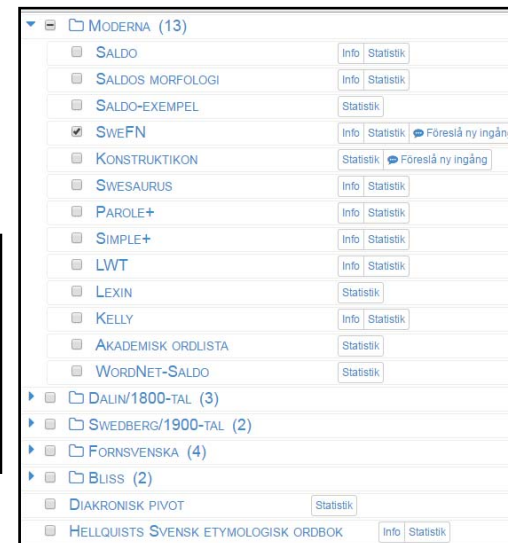 Moderna (13)
Saldo Info Statistik
Saldos morfologi Info Statistik
Saldo-exempel Statistik
SweFN Info Statistik Föreslå ny ingång
Konstruktikon Statistik Föreslå ny ingång
Swesaurus Info Statistik
Parole+ Info Statistik
Simple+ Info Statistik
LWT Info Statistik
Lexin Statistik
Kelly Info Statistik
Akademisk ordlista Statistik
WordNet-Saldo Statistik
Dalin/1800-tal (3)
Swedberg/1900-tal (2)
Fornsvenska (4)
Bliss (2)
Diakronisk pivot Statistik
Hellquists Svensk etymologisk ordbok Info Statistik